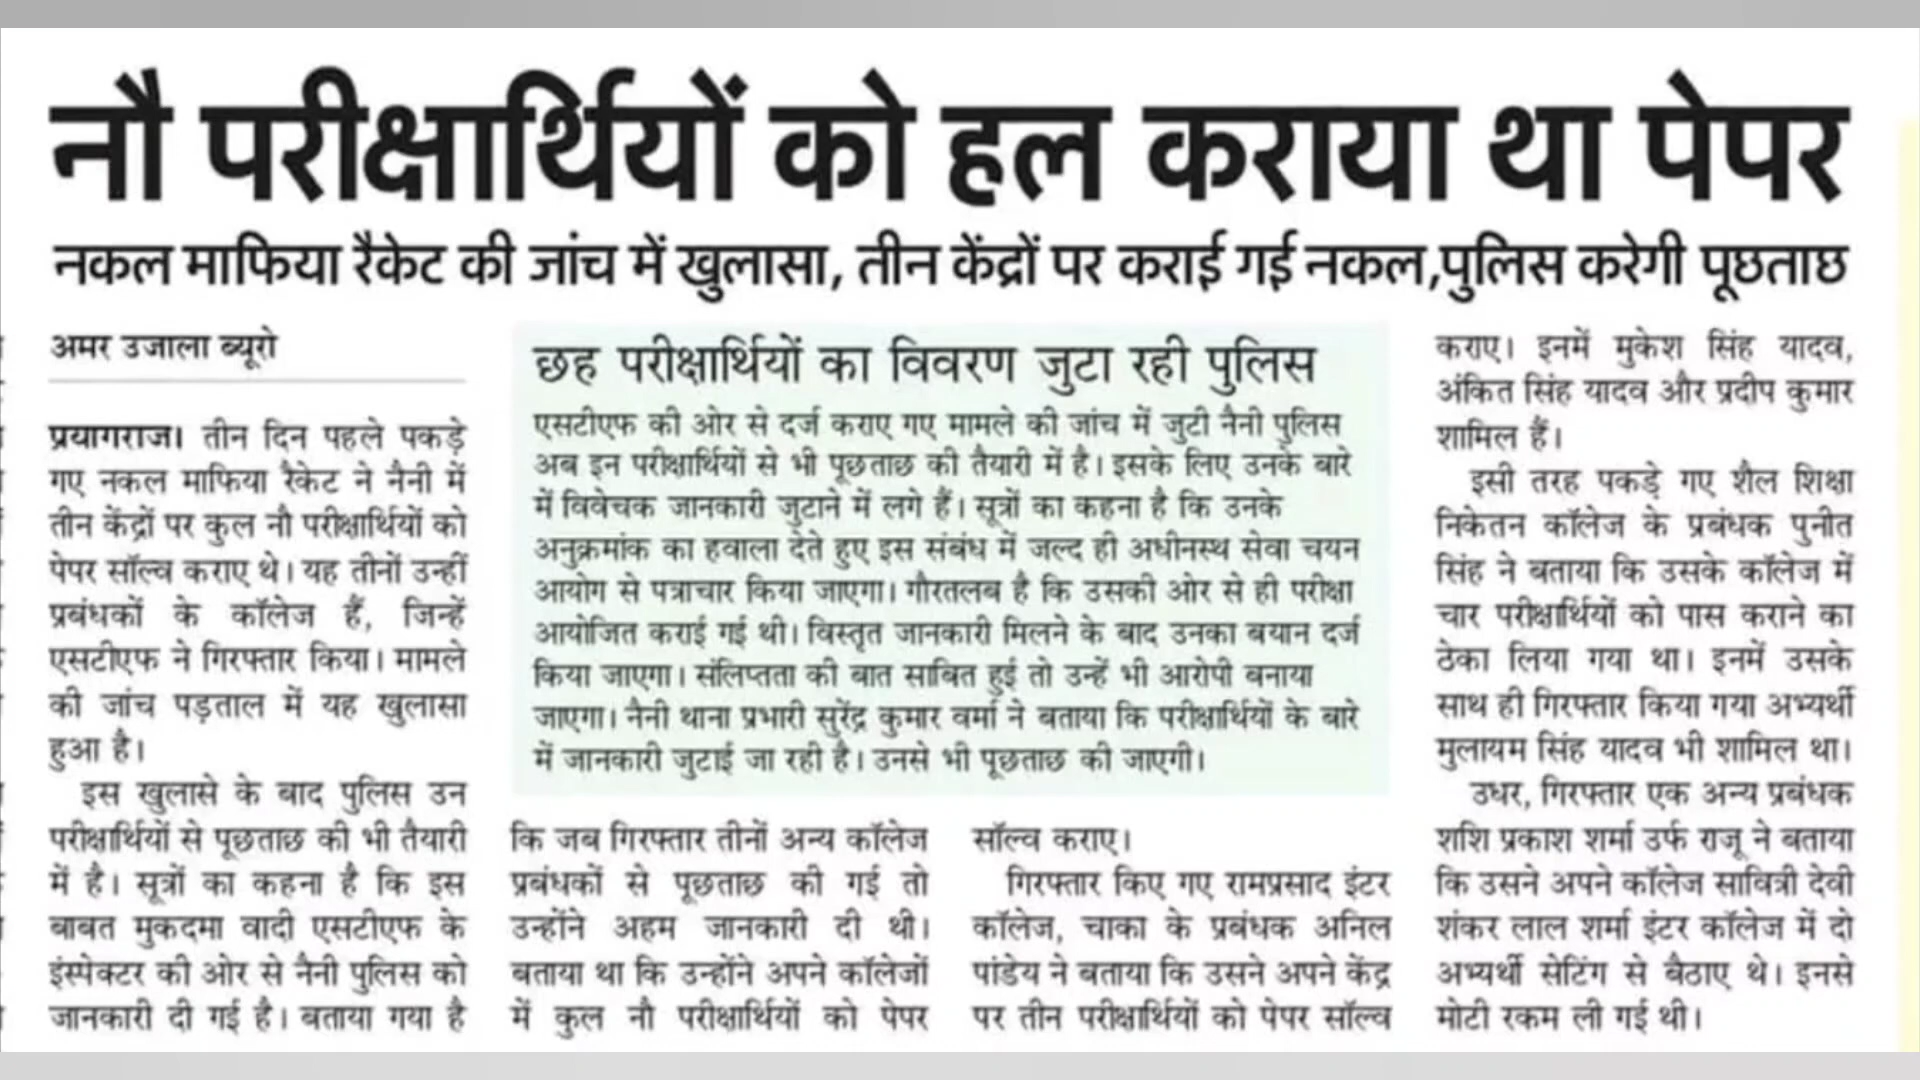 नौ परीक्षार्थियों को हल कराया था पेपर
नकल माफिया रैकेट की जांच में खुलासा, तीन केंद्रों पर कराई गई नकल,पुलिस करेगी पूछताछ
अमर उजाला ब्यूरो
प्रयागराज। तीन दिन पहले पकड़े
गए नकल माफिया रैकेट ने नैनी में
तीन केंद्रों पर कुल नौ परीक्षार्थियों को
पेपर सॉल्व कराए थे। यह तीनों उन्हीं
प्रबंधकों के कॉलेज हैं, जिन्हें
एसटीएफ ने गिरफ्तार किया। मामले
की जांच पड़ताल में यह खुलासा
हुआ है।
इस खुलासे के बाद पुलिस उन
परीक्षार्थियों से पूछताछ की भी तैयारी
में है। सूत्रों का कहना है कि इस
बाबत मुकदमा वादी एसटीएफ के
इंस्पेक्टर की ओर से नैनी पुलिस को
जानकारी दी गई है। बताया गया है
छह परीक्षार्थियों का विवरण जुटा रही पुलिस
एसटीएफ की ओर से दर्ज कराए गए मामले की जांच में जुटी नैनी पुलिस
अब इन परीक्षार्थियों से भी पूछताछ की तैयारी में है। इसके लिए उनके बारे
में विवेचक जानकारी जुटाने में लगे हैं। सूत्रों का कहना है कि उनके
अनुक्रमांक का हवाला देते हुए इस संबंध में जल्द ही अधीनस्थ सेवा चयन
आयोग से पत्राचार किया जाएगा। गौरतलब है कि उसकी ओर से ही परीक्षा
आयोजित कराई गई थी। विस्तृत जानकारी मिलने के बाद उनका बयान दर्ज
किया जाएगा। संलिप्तता की बात साबित हुई तो उन्हें भी आरोपी बनाया
जाएगा। नैनी थाना प्रभारी सुरेंद्र कुमार वर्मा ने बताया कि परीक्षार्थियों के बारे
में जानकारी जुटाई जा रही है। उनसे भी पूछताछ की जाएगी।
कि जब गिरफ्तार तीनों अन्य कॉलेज
प्रबंधकों से पूछताछ की गई तो
उन्होंने अहम जानकारी दी थी।
बताया था कि उन्होंने अपने कॉलेजों
में कुल नौ परीक्षार्थियों को पेपर
सॉल्व कराए।
गिरफ्तार किए गए रामप्रसाद इंटर
कॉलेज, चाका के प्रबंधक अनिल
पांडेय ने बताया कि उसने अपने केंद्र
पर तीन परीक्षार्थियों को पेपर सॉल्व
कराए। इनमें मुकेश सिंह यादव,
अंकित सिंह यादव और प्रदीप कुमार
शामिल हैं।
इसी तरह पकड़े गए शैल शिक्षा
निकेतन कॉलेज के प्रबंधक पुनीत
सिंह ने बताया कि उसके कॉलेज में
चार परीक्षार्थियों को पास कराने का
ठेका लिया गया था। इनमें उसके
साथ ही गिरफ्तार किया गया अभ्यर्थी
मुलायम सिंह यादव भी शामिल था।
उधर, गिरफ्तार एक अन्य प्रबंधक
शशि प्रकाश शर्मा उर्फ राजू ने बताया
कि उसने अपने कॉलेज सावित्री देवी
शंकर लाल शर्मा इंटर कॉलेज में दो
अभ्यर्थी सेटिंग से बैठाए थे। इनसे
मोटी रकम ली गई थी।